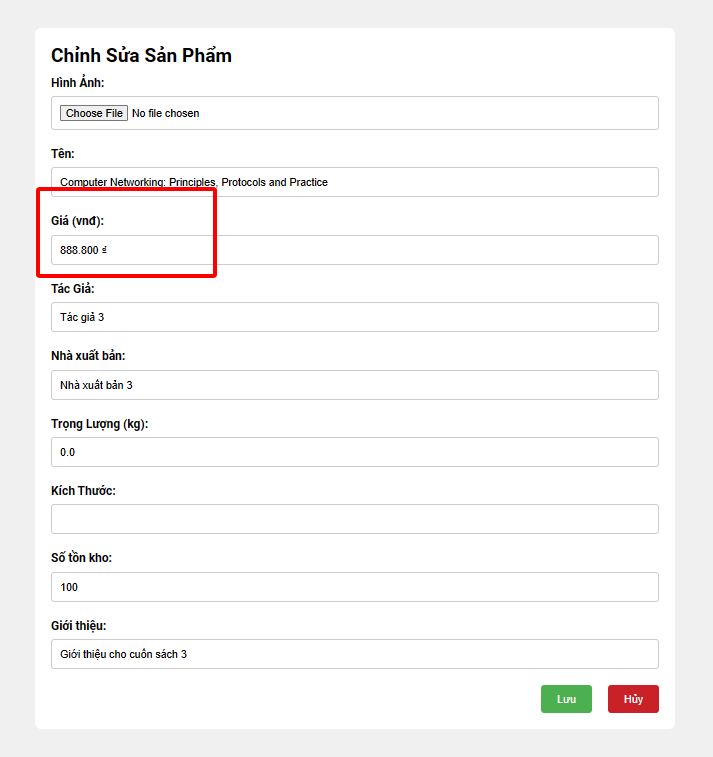 Chỉnh Sửa Sản Phẩm
Hình Ảnh:
Choose File No file chosen
Tên:
Computer Networking: Principles, Protocols and Practice
Giá (vnđ):
888.800 ₫
Tác Giả:
Tác giả 3
Nhà xuất bản:
Nhà xuất bản 3
Trọng Lượng (kg):
0.0
Kích Thước:
Số tồn kho:
100
Giới thiệu:
Giới thiệu cho cuốn sách 3
Lưu Hủy